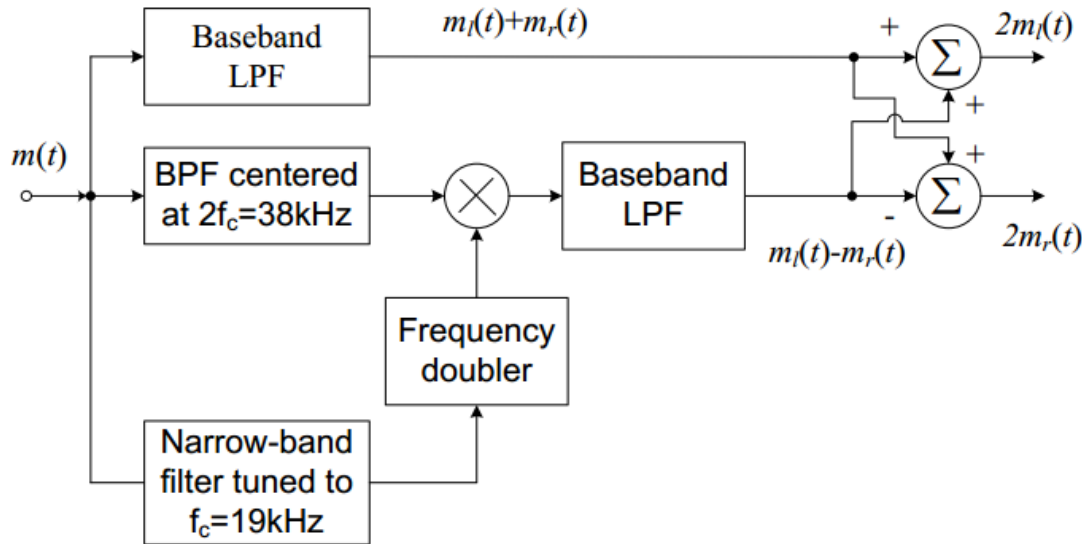 Baseband
LPF
m_l(t)+m_r(t)
+
Σ
2m_l(t)
+
m(t)
BPF centered
at 2f_c=38kHz
Baseband
LPF
+
Σ
-
2m_r(t)
m_l(t)-m_r(t)
Frequency
doubler
Narrow-band
filter tuned to
f_c=19kHz